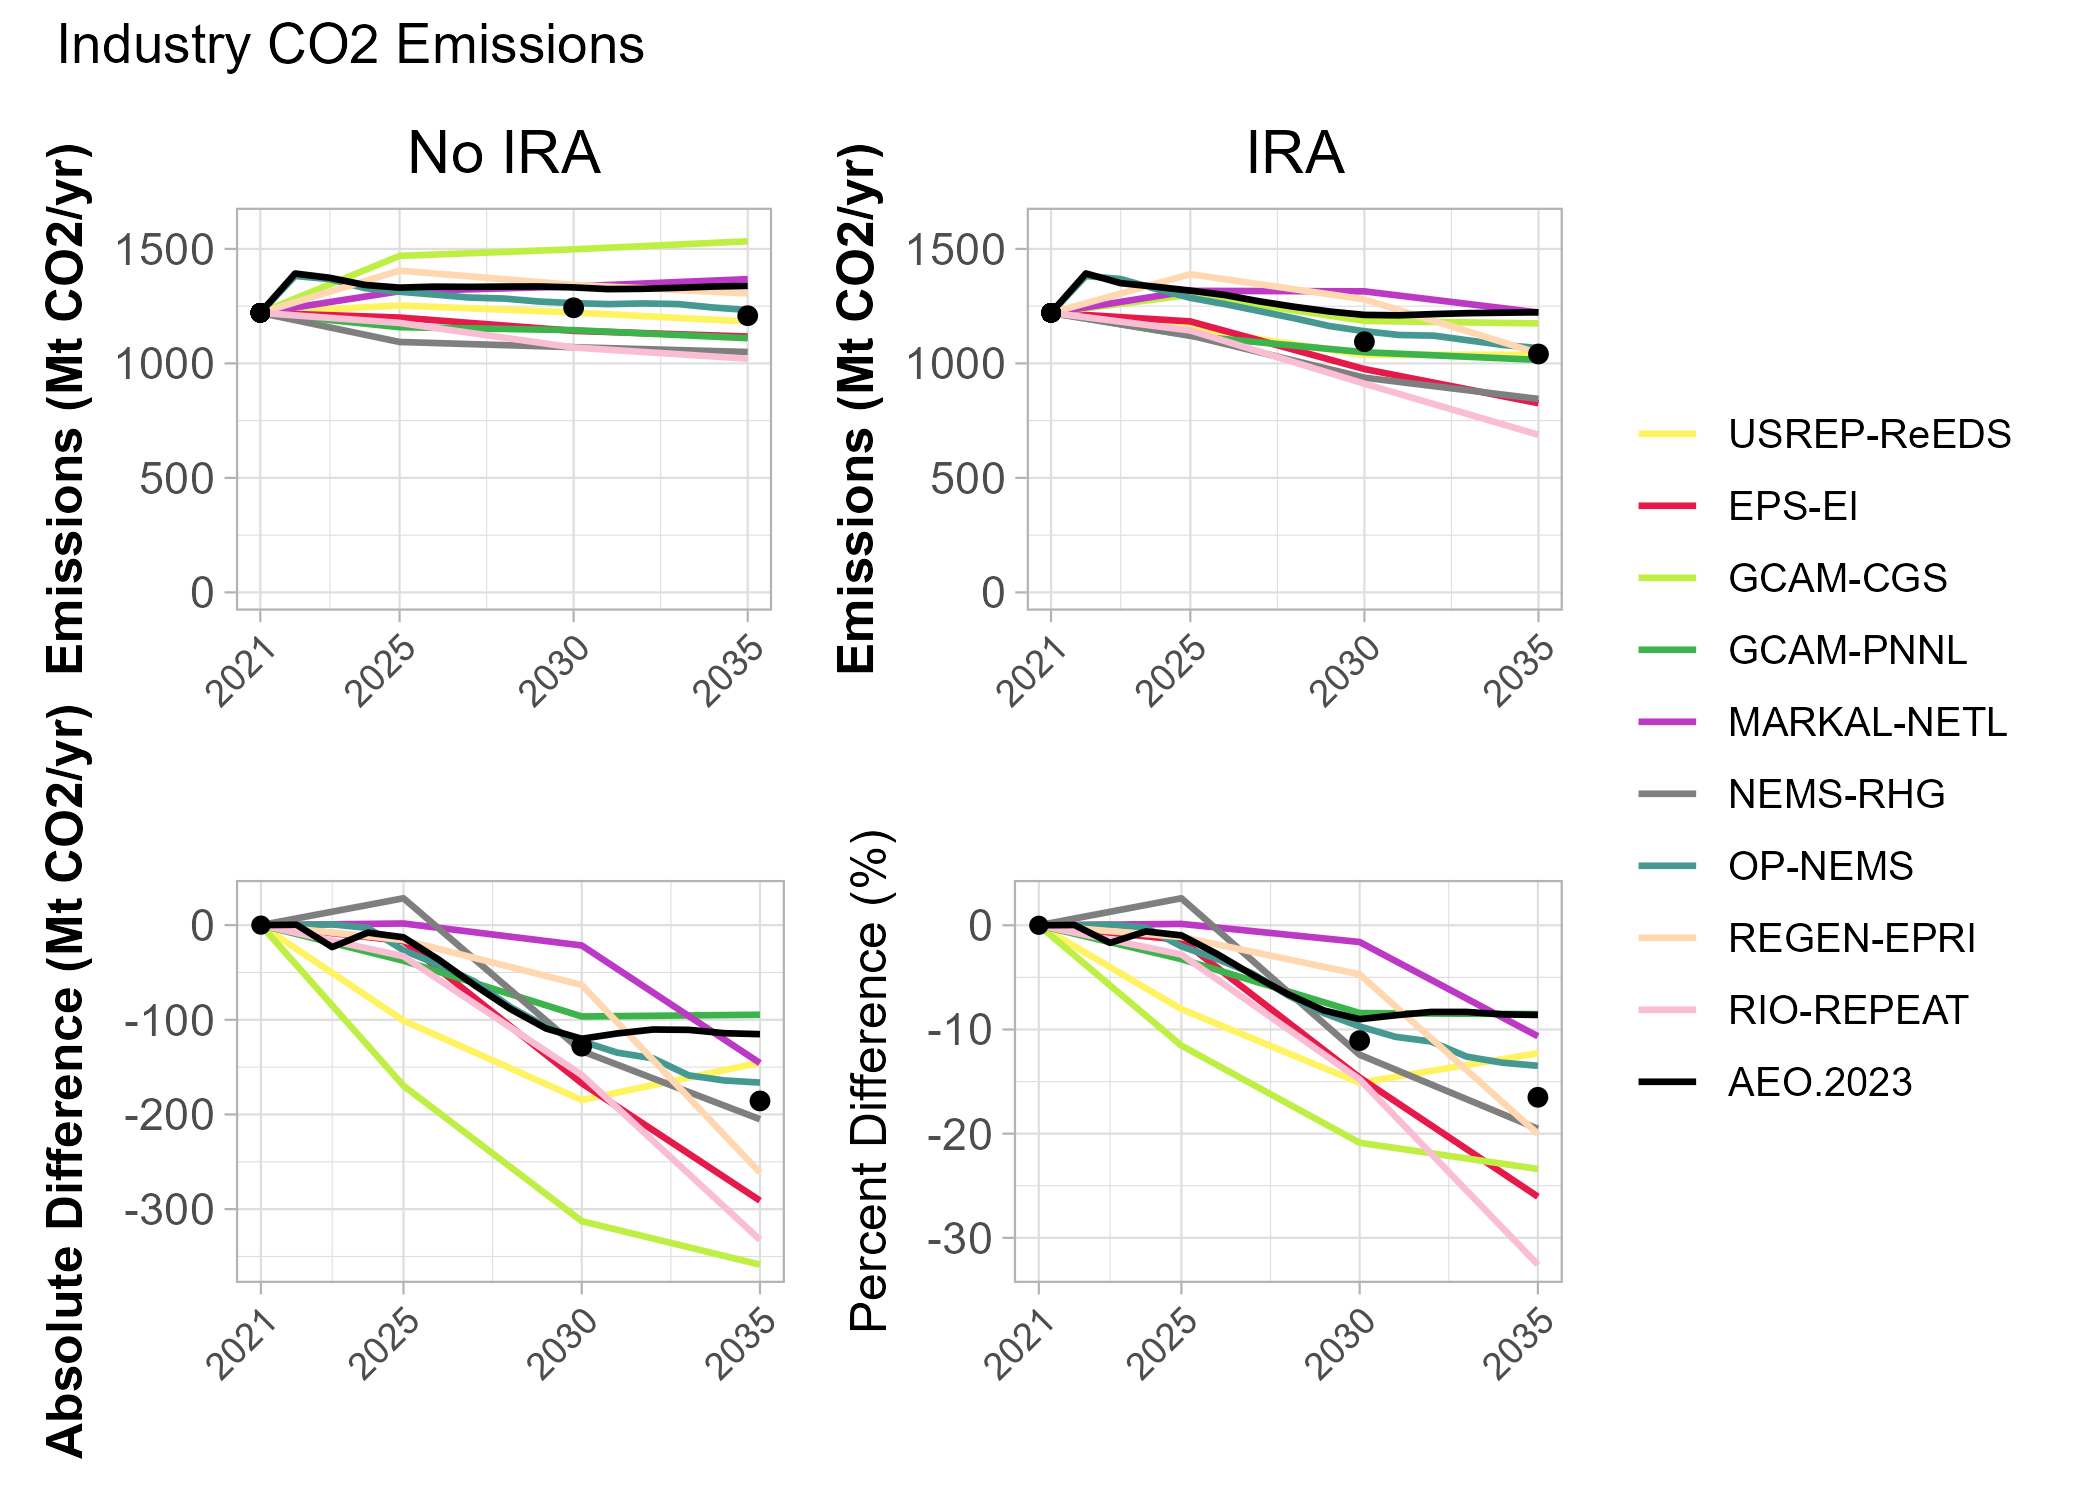 Industry CO2 Emissions
No IRA
IRA
Emissions (Mt CO2/yr)
1500
1000
500
0
2021
2025
2030
2035
Emissions (Mt CO2/yr)
1500
1000
500
0
2021
2025
2030
2035
Absolute Difference (Mt CO2/yr)
0
-100
-200
-300
2021
2025
2030
2035
Percent Difference (%)
0
-10
-20
-30
2021
2025
2030
2035
USREP-ReEDS
EPS-EI
GCAM-CGS
GCAM-PNNL
MARKAL-NETL
NEMS-RHG
OP-NEMS
REGEN-EPRI
RIO-REPEAT
AEO.2023